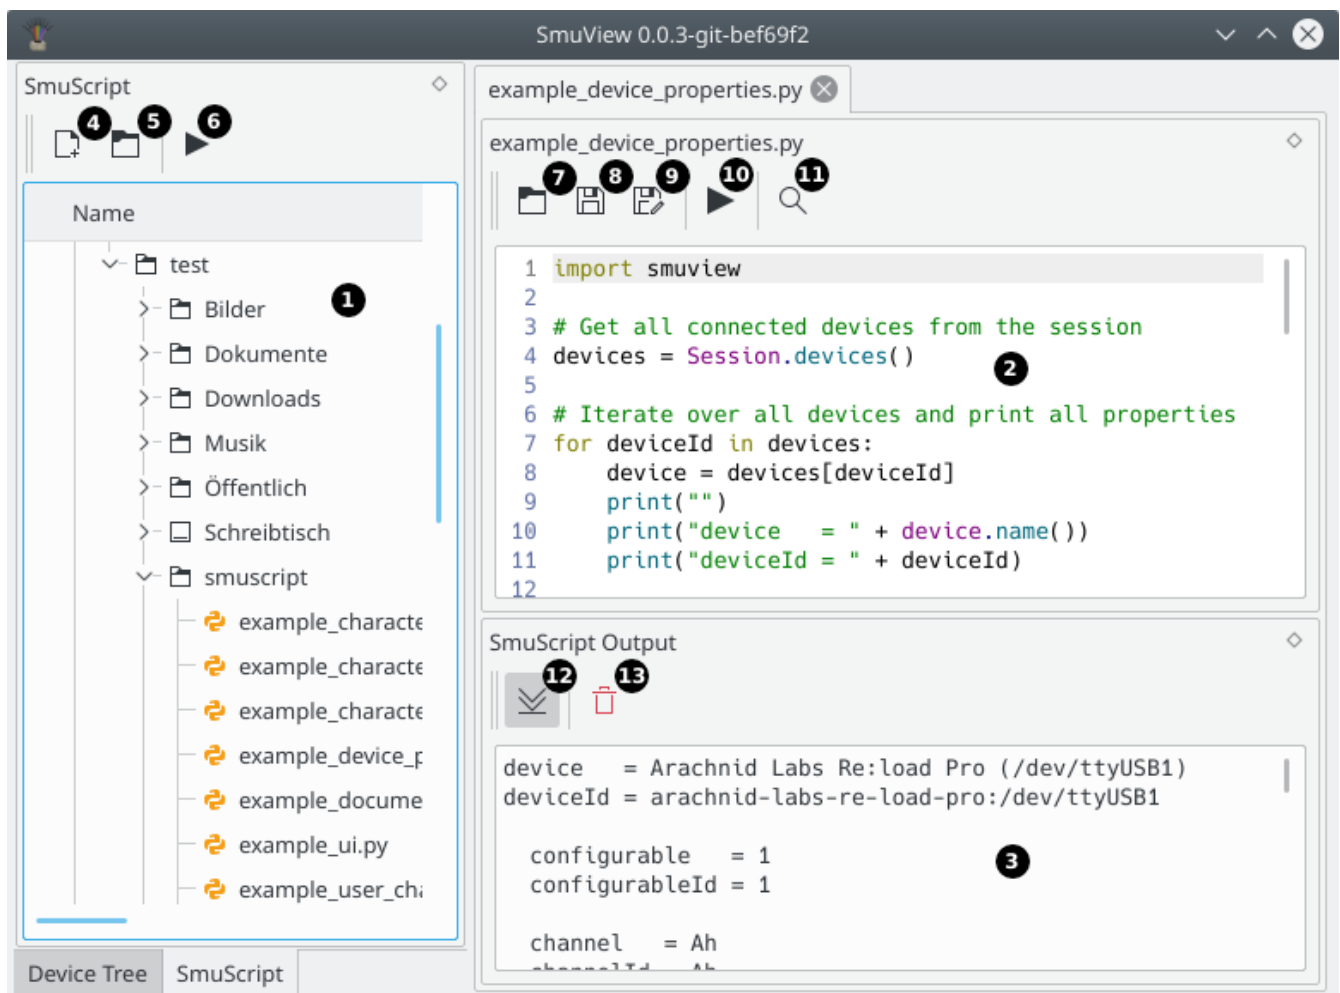 SmuView 0.0.3-git-bef69f2
SmuScript
4 5 6
Name
test
Bilder 1
Dokumente
Downloads
Musik
Öffentlich
Schreibtisch
smuscript
example_characte
example_characte
example_characte
example_device_p
example_docume
example_ui.py
example_user_cha
Device Tree SmuScript
example_device_properties.py
example_device_properties.py
7 8 9 10 11
1 import smuview
2
3 # Get all connected devices from the session
4 devices = Session.devices()
2
5
6 # Iterate over all devices and print all properties
7 for deviceId in devices:
8 device = devices[deviceId]
9 print("")
10 print("device   = " + device.name())
11 print("deviceId = " + deviceId)
12
SmuScript Output
12 13
device   = Arachnid Labs Re:load Pro (/dev/ttyUSB1)
deviceId = arachnid-labs-re-load-pro:/dev/ttyUSB1
configurable   = 1
3
configurableId = 1
channel   = Ah
channelId = Ah